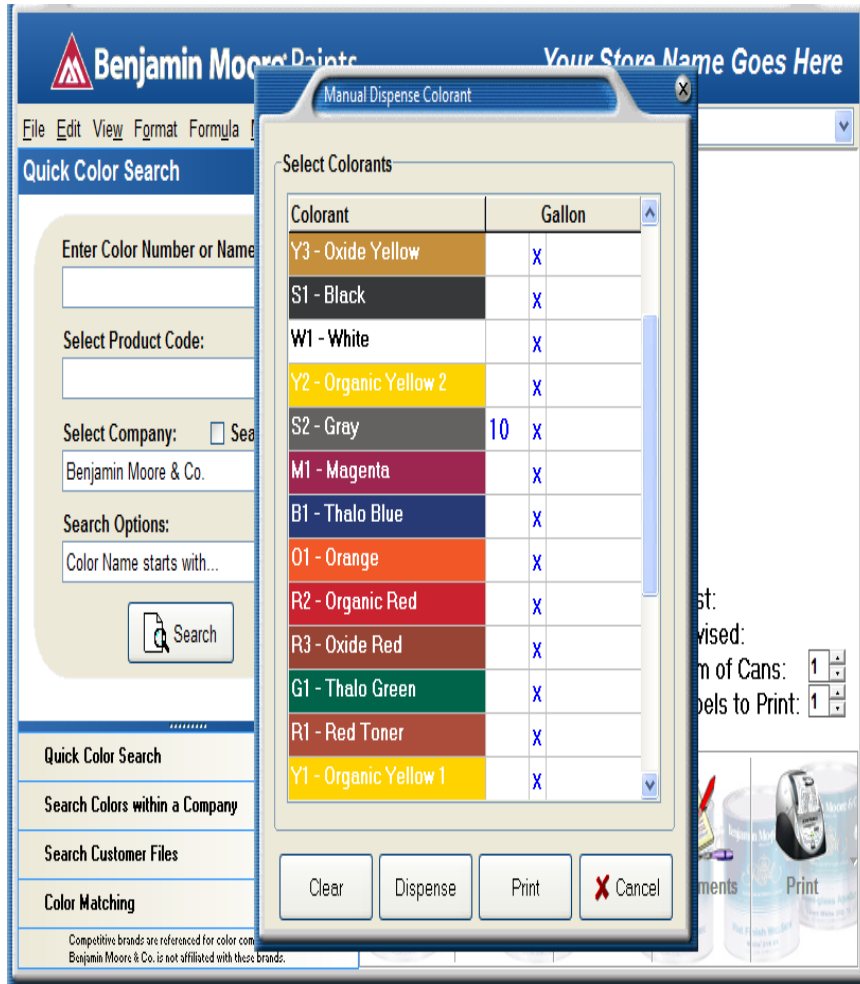 Benjamin Moore Paints
Your Store Name Goes Here
Manual Dispense Colorant
File Edit View Format Formula
Quick Color Search
Enter Color Number or Name
Select Product Code:
Select Company:
Benjamin Moore & Co.
Search Options:
Color Name starts with...
Search
Quick Color Search
Search Colors within a Company
Search Customer Files
Color Matching
Competitive brands are referenced for color
Benjamin Moore & Co. is not affiliated with these brands.
Select Colorants
Colorant Gallon
Y3 - Oxide Yellow X
S1 - Black X
W1 - White X
Y2 - Organic Yellow 2 X
S2 - Gray 10 X
M1 - Magenta X
B1 - Thalo Blue X
O1 - Orange X
R2 - Organic Red X
R3 - Oxide Red X
G1 - Thalo Green X
R1 - Red Toner X
Y1 - Organic Yellow 1 X
Clear Dispense Print Cancel
of Cans: 1
to Print: 1
Print